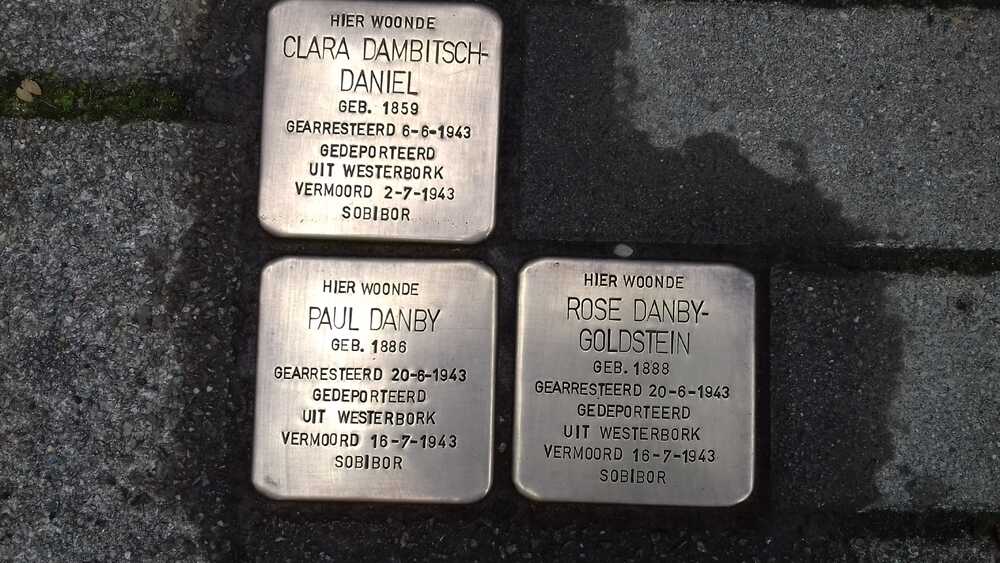 HIER WOONDE
CLARA DAMBITSCH-
DANIEL
GEB. 1859
GEARRESTEERD 6-6-1943
GEDEPORTEERD
UIT WESTERBORK
VERMOORD 2-7-1943
SOBIBOR
HIER WOONDE
PAUL DANBY
GEB. 1886
GEARRESTEERD 20-6-1943
GEDEPORTEERD
UIT WESTERBORK
VERMOORD 16-7-1943
SOBIBOR
HIER WOONDE
ROSE DANBY-
GOLDSTEIN
GEB. 1888
GEARRESTEERD 20-6-1943
GEDEPORTEERD
UIT WESTERBORK
VERMOORD 16-7-1943
SOBIBOR